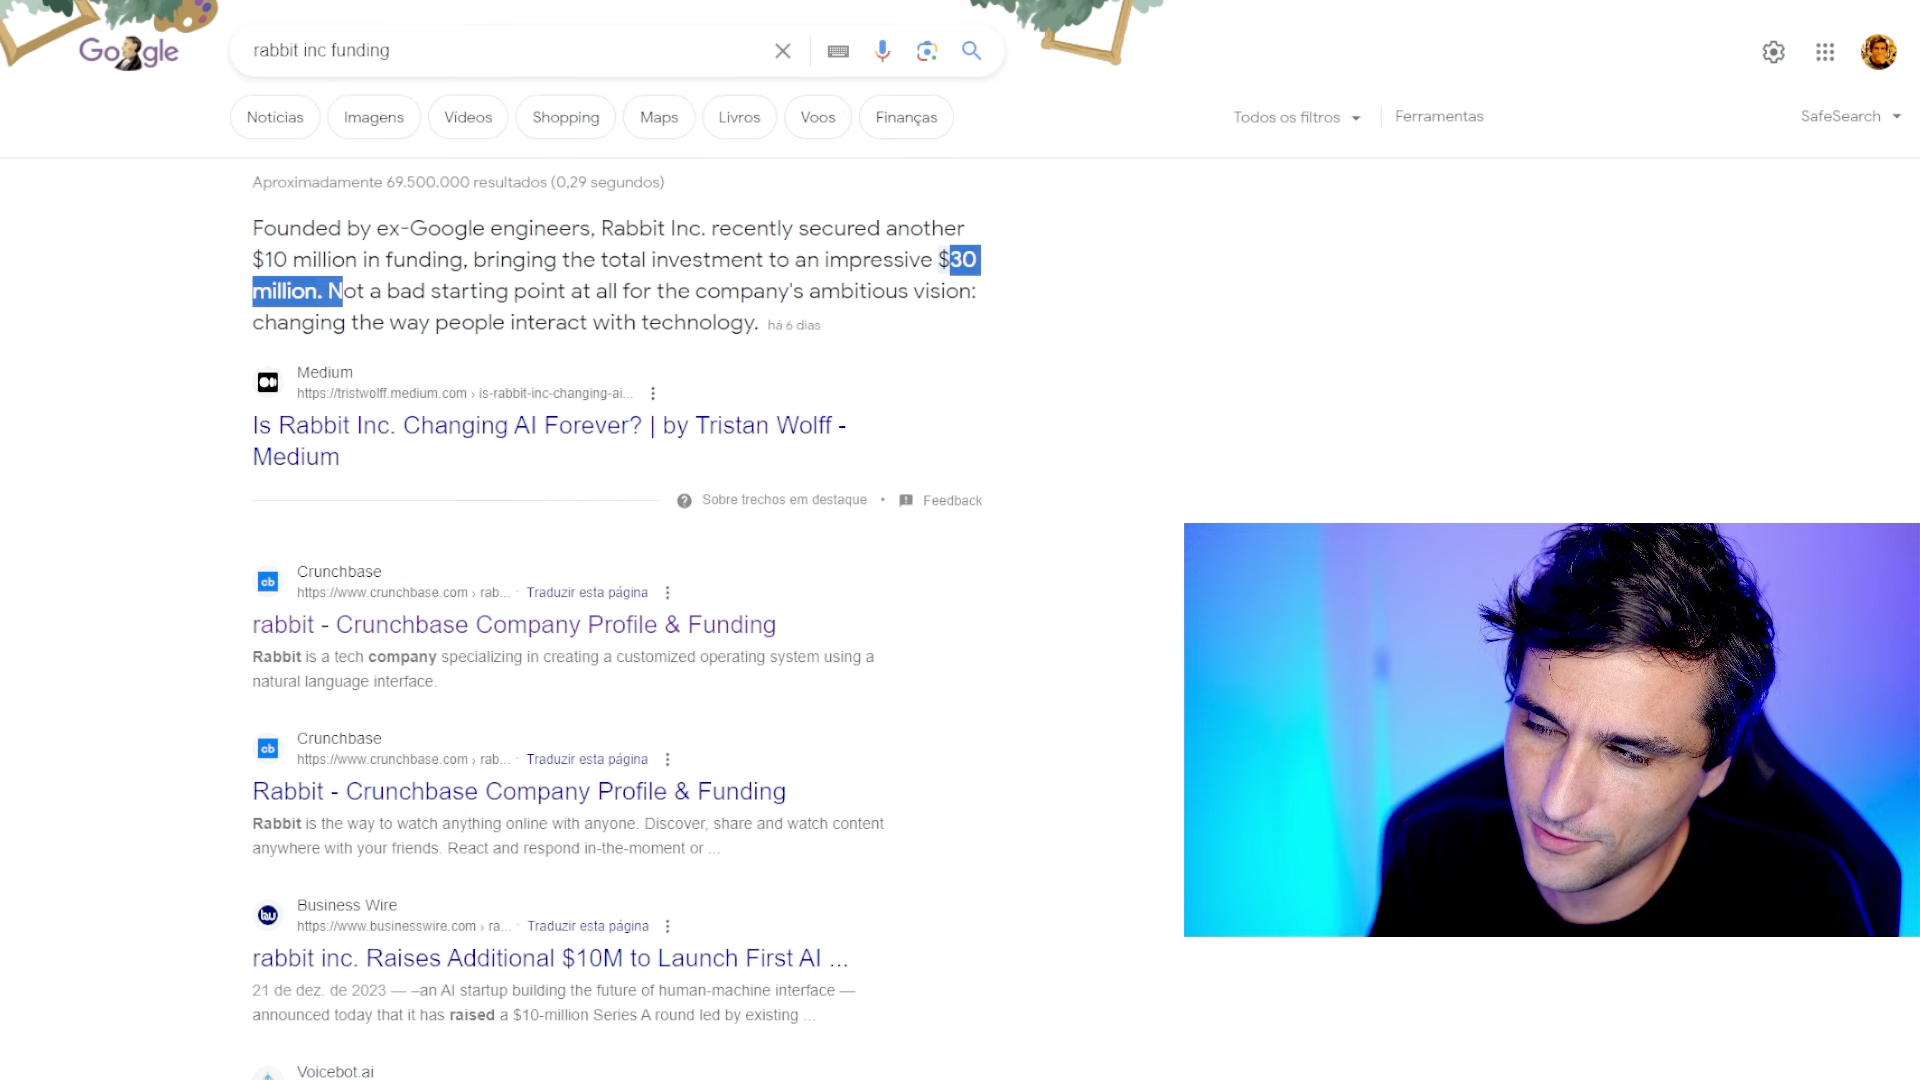 Google
rabbit inc funding
Notícias
Imagens
Vídeos
Shopping
Maps
Livros
Voos
Finanças
Todos os filtros
Ferramentas
SafeSearch
Aproximadamente 69.500.000 resultados (0,29 segundos)
Founded by ex-Google engineers, Rabbit Inc. recently secured another
$10 million in funding, bringing the total investment to an impressive $30
million. Not a bad starting point at all for the company's ambitious vision:
changing the way people interact with technology. há 6 dias
Medium
https://tristwolff.medium.com › is-rabbit-inc-changing-ai...
Is Rabbit Inc. Changing AI Forever? | by Tristan Wolff -
Medium
Sobre trechos em destaque • Feedback
cb
Crunchbase
https://www.crunchbase.com › rab... · Traduzir esta página
rabbit - Crunchbase Company Profile & Funding
Rabbit is a tech company specializing in creating a customized operating system using a
natural language interface.
cb
Crunchbase
https://www.crunchbase.com › rab... · Traduzir esta página
Rabbit - Crunchbase Company Profile & Funding
Rabbit is the way to watch anything online with anyone. Discover, share and watch content
anywhere with your friends. React and respond in-the-moment or ...
Business Wire
https://www.businesswire.com › ra... · Traduzir esta página
rabbit inc. Raises Additional $10M to Launch First AI ...
21 de dez. de 2023 — –an AI startup building the future of human-machine interface —
announced today that it has raised a $10-million Series A round led by existing ...
Voicebot.ai